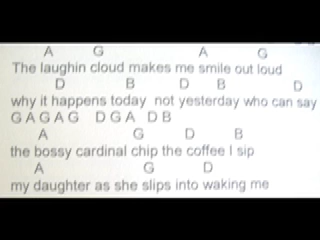 A G A G
The laughin cloud makes me smile out loud
D B D B D
why it happens today not yesterday who can say
G A G A G D G A D B
A G D B
the bossy cardinal chip the coffee I sip
A G D
my daughter as she slips into waking me